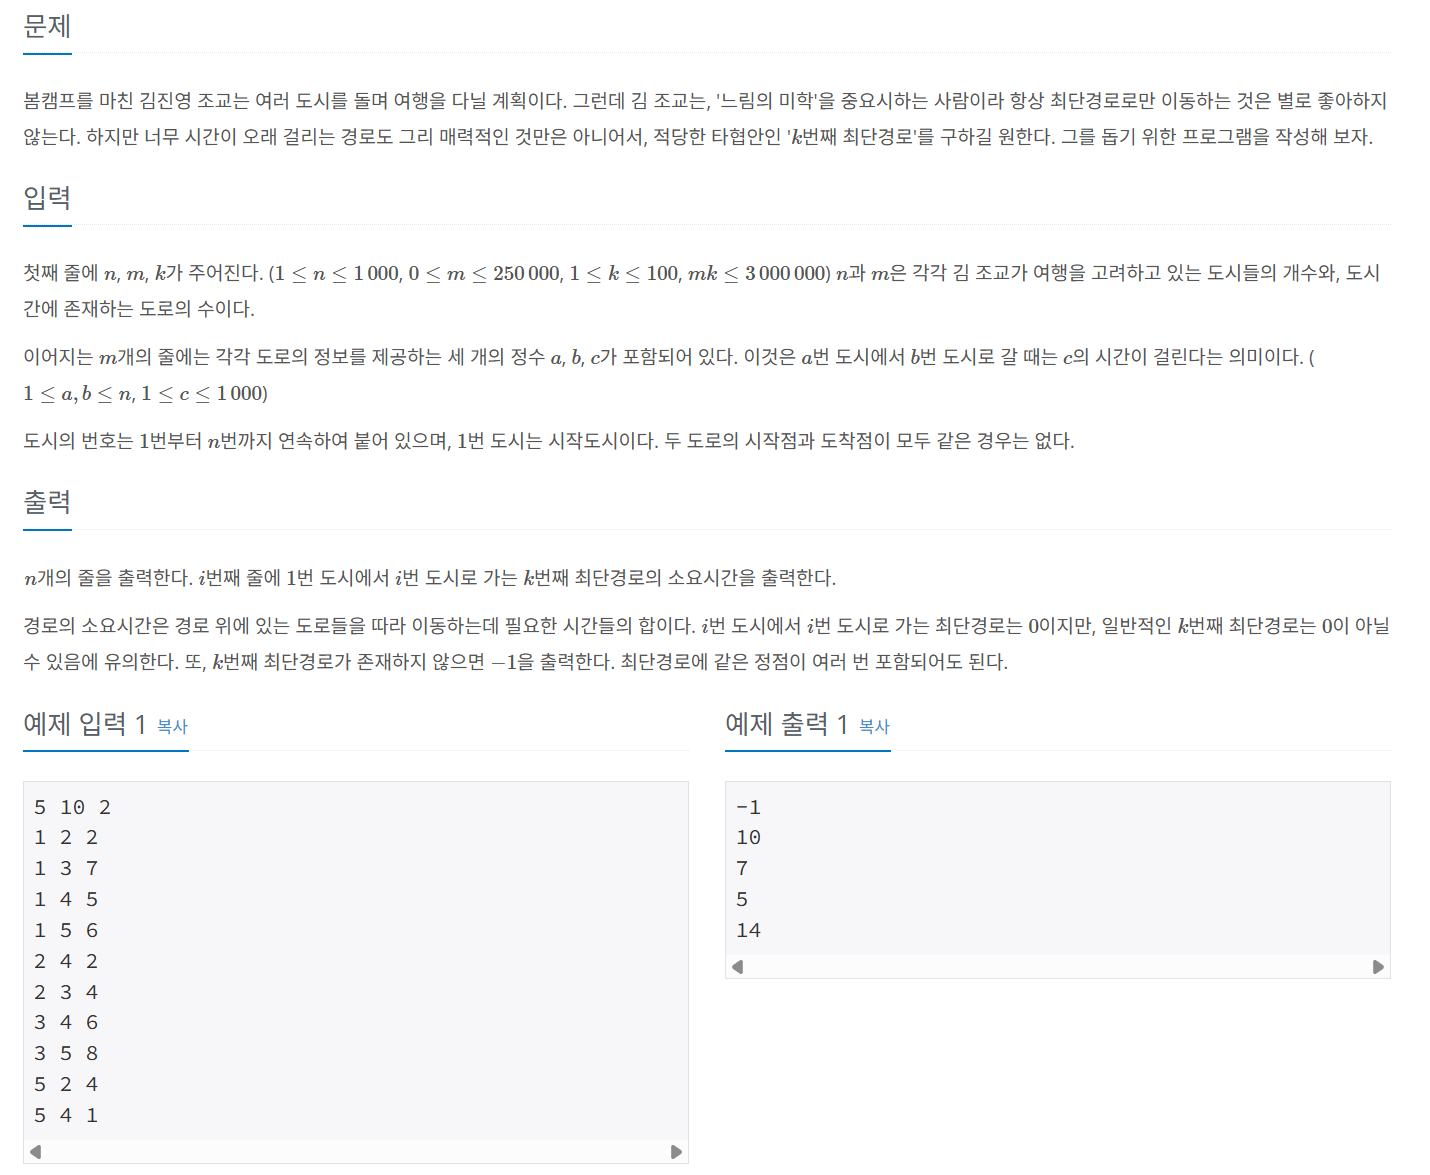 문제
봄캠프를 마친 김진영 조교는 여러 도시를 돌며 여행을 다닐 계획이다. 그런데 김 조교는, '느림의 미학'을 중요시하는 사람이라 항상 최단경로로만 이동하는 것은 별로 좋아하지
않는다. 하지만 너무 시간이 오래 걸리는 경로도 그리 매력적인 것만은 아니어서, 적당한 타협안인 'k번째 최단경로'를 구하길 원한다. 그를 돕기 위한 프로그램을 작성해 보자.
입력
첫째 줄에 n, m, k가 주어진다. (1 ≤ n ≤ 1 000, 0 ≤ m ≤ 250 000, 1 ≤ k ≤ 100, mk ≤ 3 000 000) n과 m은 각각 김 조교가 여행을 고려하고 있는 도시들의 개수와, 도시
간에 존재하는 도로의 수이다.
이어지는 m개의 줄에는 각각 도로의 정보를 제공하는 세 개의 정수 a, b, c가 포함되어 있다. 이것은 a번 도시에서 b번 도시로 갈 때는 c의 시간이 걸린다는 의미이다. (
1 ≤ a, b ≤ n, 1 ≤ c ≤ 1 000)
도시의 번호는 1번부터 n번까지 연속하여 붙어 있으며, 1번 도시는 시작도시이다. 두 도로의 시작점과 도착점이 모두 같은 경우는 없다.
출력
n개의 줄을 출력한다. i번째 줄에 1번 도시에서 i번 도시로 가는 k번째 최단경로의 소요시간을 출력한다.
경로의 소요시간은 경로 위에 있는 도로들을 따라 이동하는데 필요한 시간들의 합이다. i번 도시에서 i번 도시로 가는 최단경로는 0이지만, 일반적인 k번째 최단경로는 0이 아닐
수 있음에 유의한다. 또, k번째 최단경로가 존재하지 않으면 −1을 출력한다. 최단경로에 같은 정점이 여러 번 포함되어도 된다.
예제 입력 1 복사
5 10 2
1 2 2
1 3 7
1 4 5
1 5 6
2 4 2
2 3 4
3 4 6
3 5 8
5 2 4
5 4 1
예제 출력 1 복사
-1
10
7
5
14